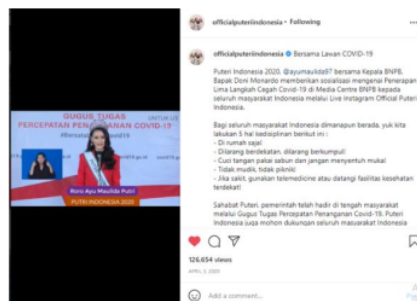 officialputeriindonesia • Following
officialputeriindonesia Bersama Lawan COVID-19
Puteri Indonesia 2020, @ayumaulida97 bersama Kepala BNPB,
Bapak Doni Monardo memberikan sosialisasi mengenai Penerapan
Lima Langkah Cegah Covid-19 di Media Centre BNPB kepada
seluruh masyarakat Indonesia melalui Live Instagram Official Puteri
Indonesia.
Bagi seluruh masyarakat Indonesia dimanapun berada, yuk kita
lakukan 5 hal kedisplinan berikut ini :
- Di rumah saja!
- Dilarang berdekatan, dilarang berkumpul!
- Cuci tangan pakai sabun dan jangan menyentuh muka!
- Tidak mudik, tidak piknik!
- Jika sakit, gunakan telemedicine atau datangi fasilitas kesehatan
terdekat!
Sahabat Puteri, pemerintah telah hadir di tengah masyarakat
melalui Gugus Tugas Percepatan Penanganan Covid-19. Puteri
Indonesia juga mohon dukungan seluruh masyarakat Indonesia
126,654 views
APRIL 5, 2020
Add a comment...
GUGUS TUGAS
PERCEPATAN PENANGANAN COVID-19
Roro Ayu Maulida Putri
PUTRI INDONESIA 2020